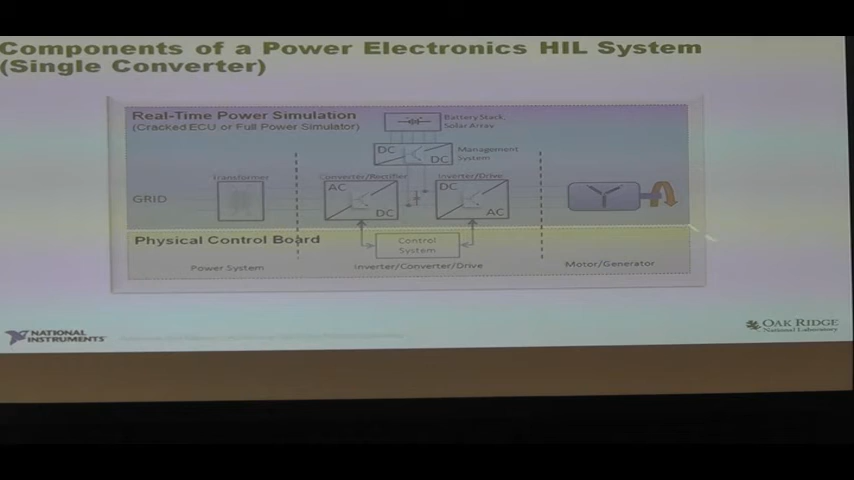 Components of a Power Electronics HIL System
(Single Converter)
Real-Time Power Simulation
(Cracked ECU or Full Power Simulator)
Battery Stack,
Solar Array
DC
DC
Management
System
Transformer
Converter/Rectifier
Inverter/Drive
AC
DC
DC
AC
GRID
Physical Control Board
Control
System
Power System
Inverter/Converter/Drive
Motor/Generator
NATIONAL
INSTRUMENTS
OAK RIDGE
National Laboratory